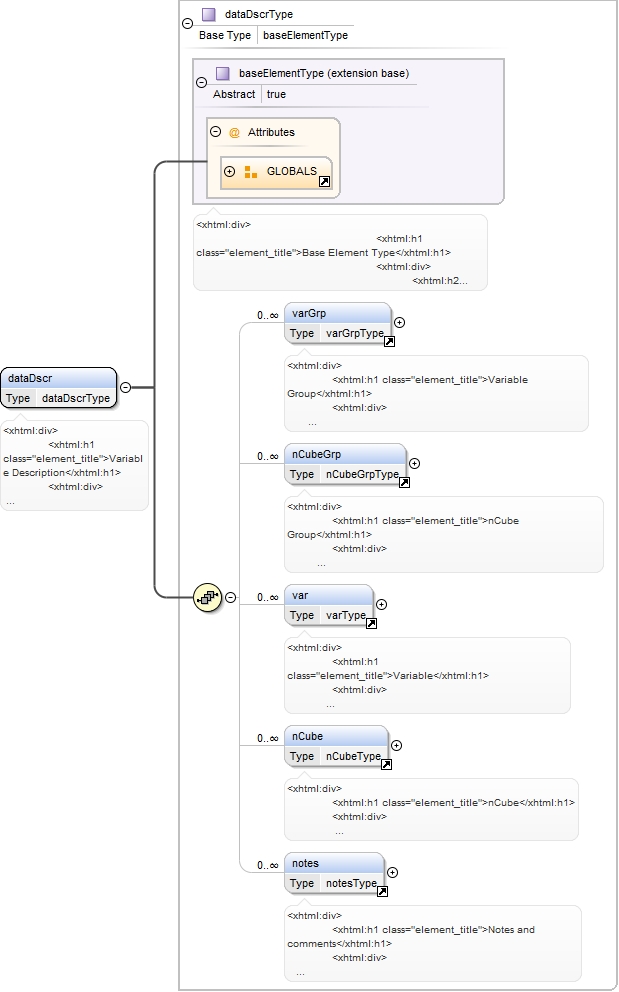 dataDscrType
Base Type baseElementType
baseElementType (extension base)
Abstract true
@ Attributes
GLOBALS
<xhtml:div>
<xhtml:h1
class="element_title">Base Element Type</xhtml:h1>
<xhtml:div>
<xhtml:h2...
dataDscr
Type dataDscrType
<xhtml:div>
<xhtml:h1
class="element_title">Variabl
e Description</xhtml:h1>
<xhtml:div>
...
0..∞ varGrp
Type varGrpType
<xhtml:div>
<xhtml:h1 class="element_title">Variable
Group</xhtml:h1>
<xhtml:div>
...
0..∞ nCubeGrp
Type nCubeGrpType
<xhtml:div>
<xhtml:h1 class="element_title">nCube
Group</xhtml:h1>
<xhtml:div>
...
0..∞ var
Type varType
<xhtml:div>
<xhtml:h1
class="element_title">Variable</xhtml:h1>
<xhtml:div>
...
0..∞ nCube
Type nCubeType
<xhtml:div>
<xhtml:h1 class="element_title">nCube</xhtml:h1>
<xhtml:div>
...
0..∞ notes
Type notesType
<xhtml:div>
<xhtml:h1 class="element_title">Notes and
comments</xhtml:h1>
<xhtml:div>
...